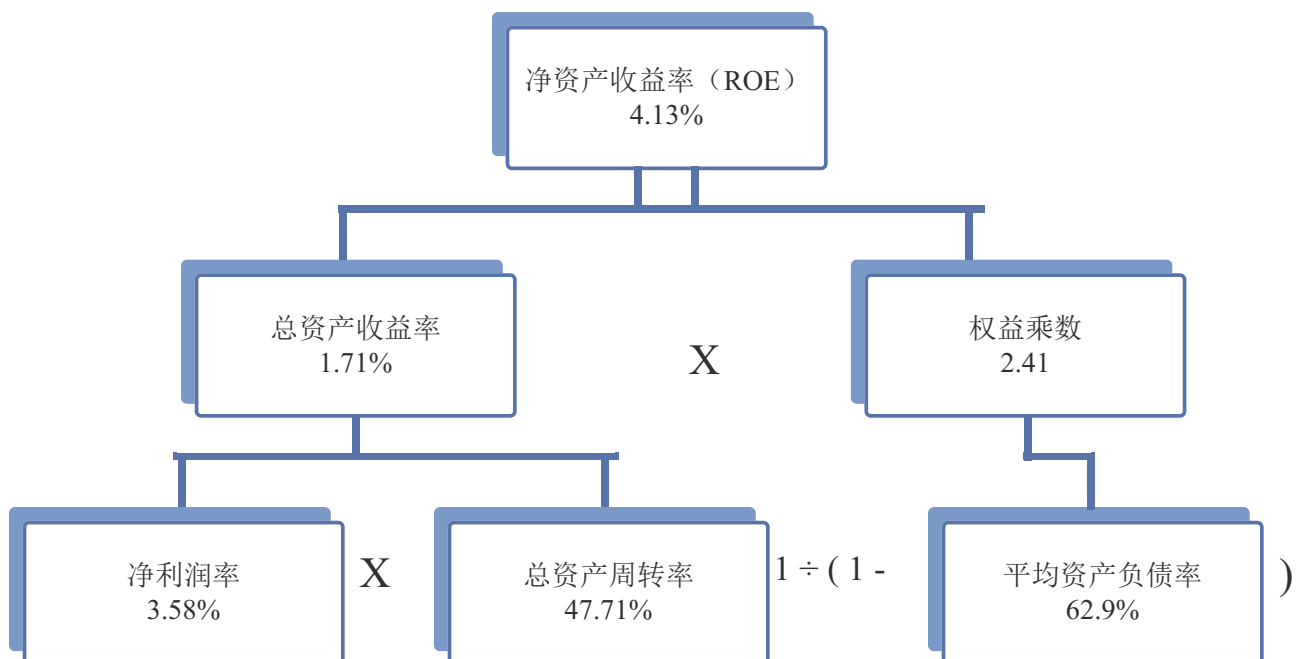 净资产收益率（ROE）
4.13%
总资产收益率
1.71%
X
权益乘数
2.41
净利润率
3.58%
X
总资产周转率
47.71%
1 ÷ ( 1 -
平均资产负债率
62.9%
)